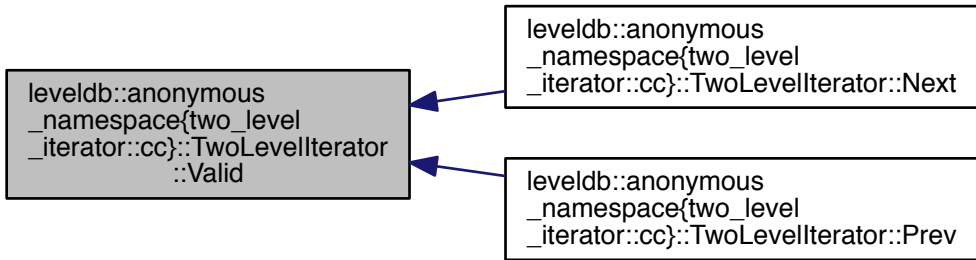 leveldb::anonymous
_namespace{two_level
_iterator::cc}::TwoLevelIterator
::Valid
leveldb::anonymous
_namespace{two_level
_iterator::cc}::TwoLevelIterator::Next
leveldb::anonymous
_namespace{two_level
_iterator::cc}::TwoLevelIterator::Prev